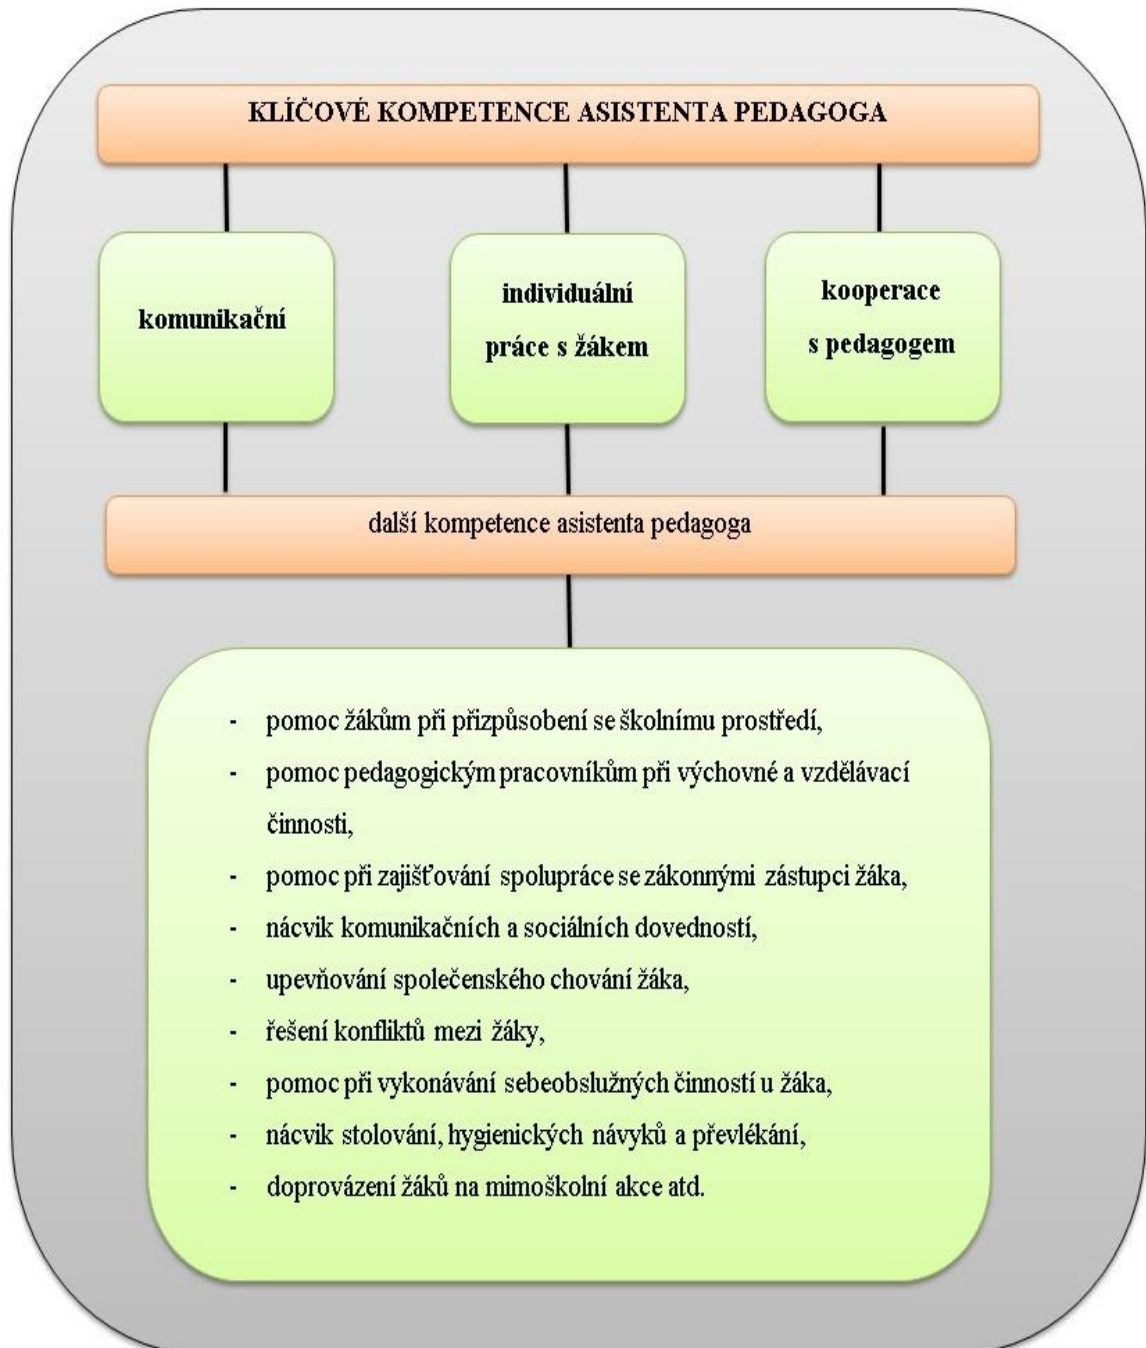 KLÍČOVÉ KOMPETENCE ASISTENTA PEDAGOGA
komunikační
individuální
práce s žákem
kooperace
s pedagogem
další kompetence asistenta pedagoga
- pomoc žákům při přizpůsobení se školnímu prostředí,
- pomoc pedagogickým pracovníkům při výchovné a vzdělávací
činnosti,
- pomoc při zajišťování spolupráce se zákonnými zástupci žáka,
- nácvik komunikačních a sociálních dovedností,
- upevňování společenského chování žáka,
- řešení konfliktů mezi žáky,
- pomoc při vykonávání sebeobslužných činností u žáka,
- nácvik stolování, hygienických návyků a převlékání,
- doprovázení žáků na mimoškolní akce atd.